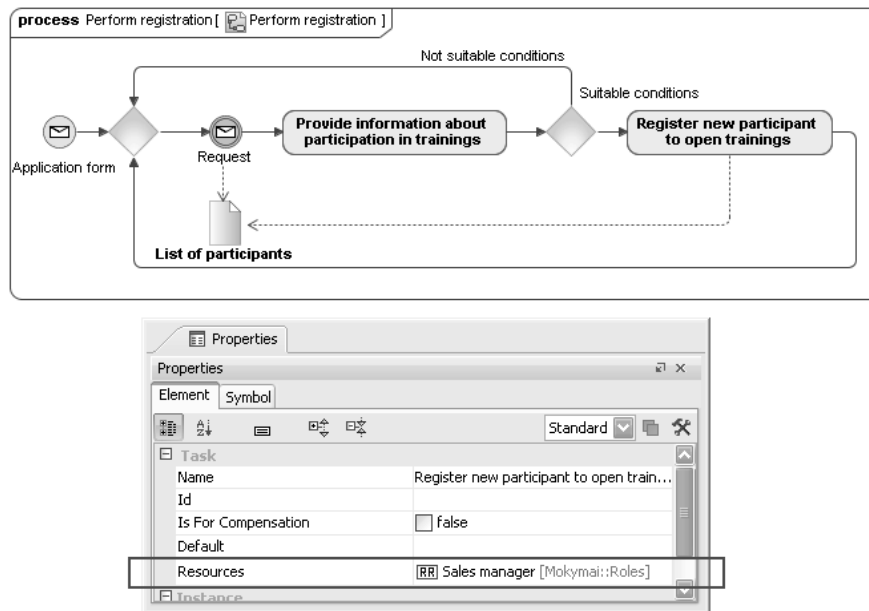 process Perform registration [ Perform registration ]
Not suitable conditions
Suitable conditions
Provide information about
participation in trainings
Register new participant
to open trainings
Application form
Request
List of participants
Properties
Properties
Element Symbol
Standard
Task
Name Register new participant to open train...
Id
Is For Compensation false
Default
Resources RR Sales manager [Mokymai::Roles]
Instance